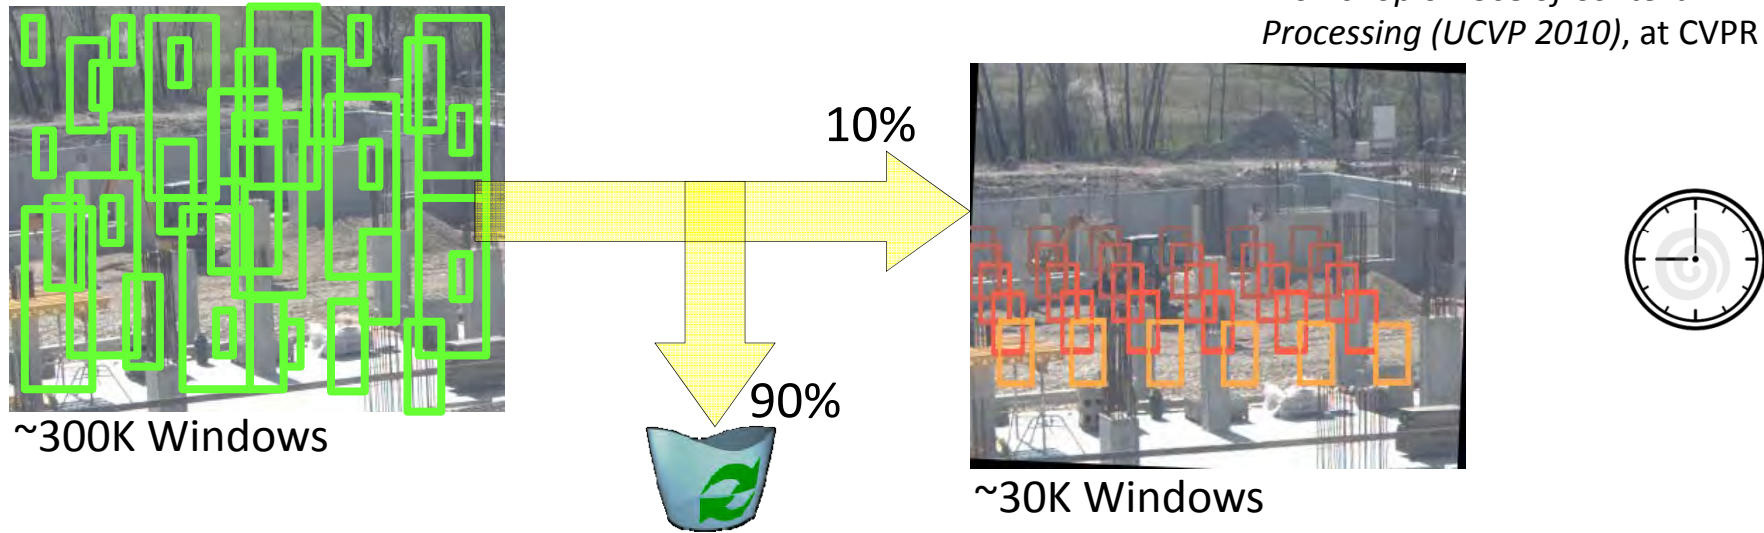 Processing (UCVP 2010), at CVPR
10%
90%
~300K Windows
~30K Windows